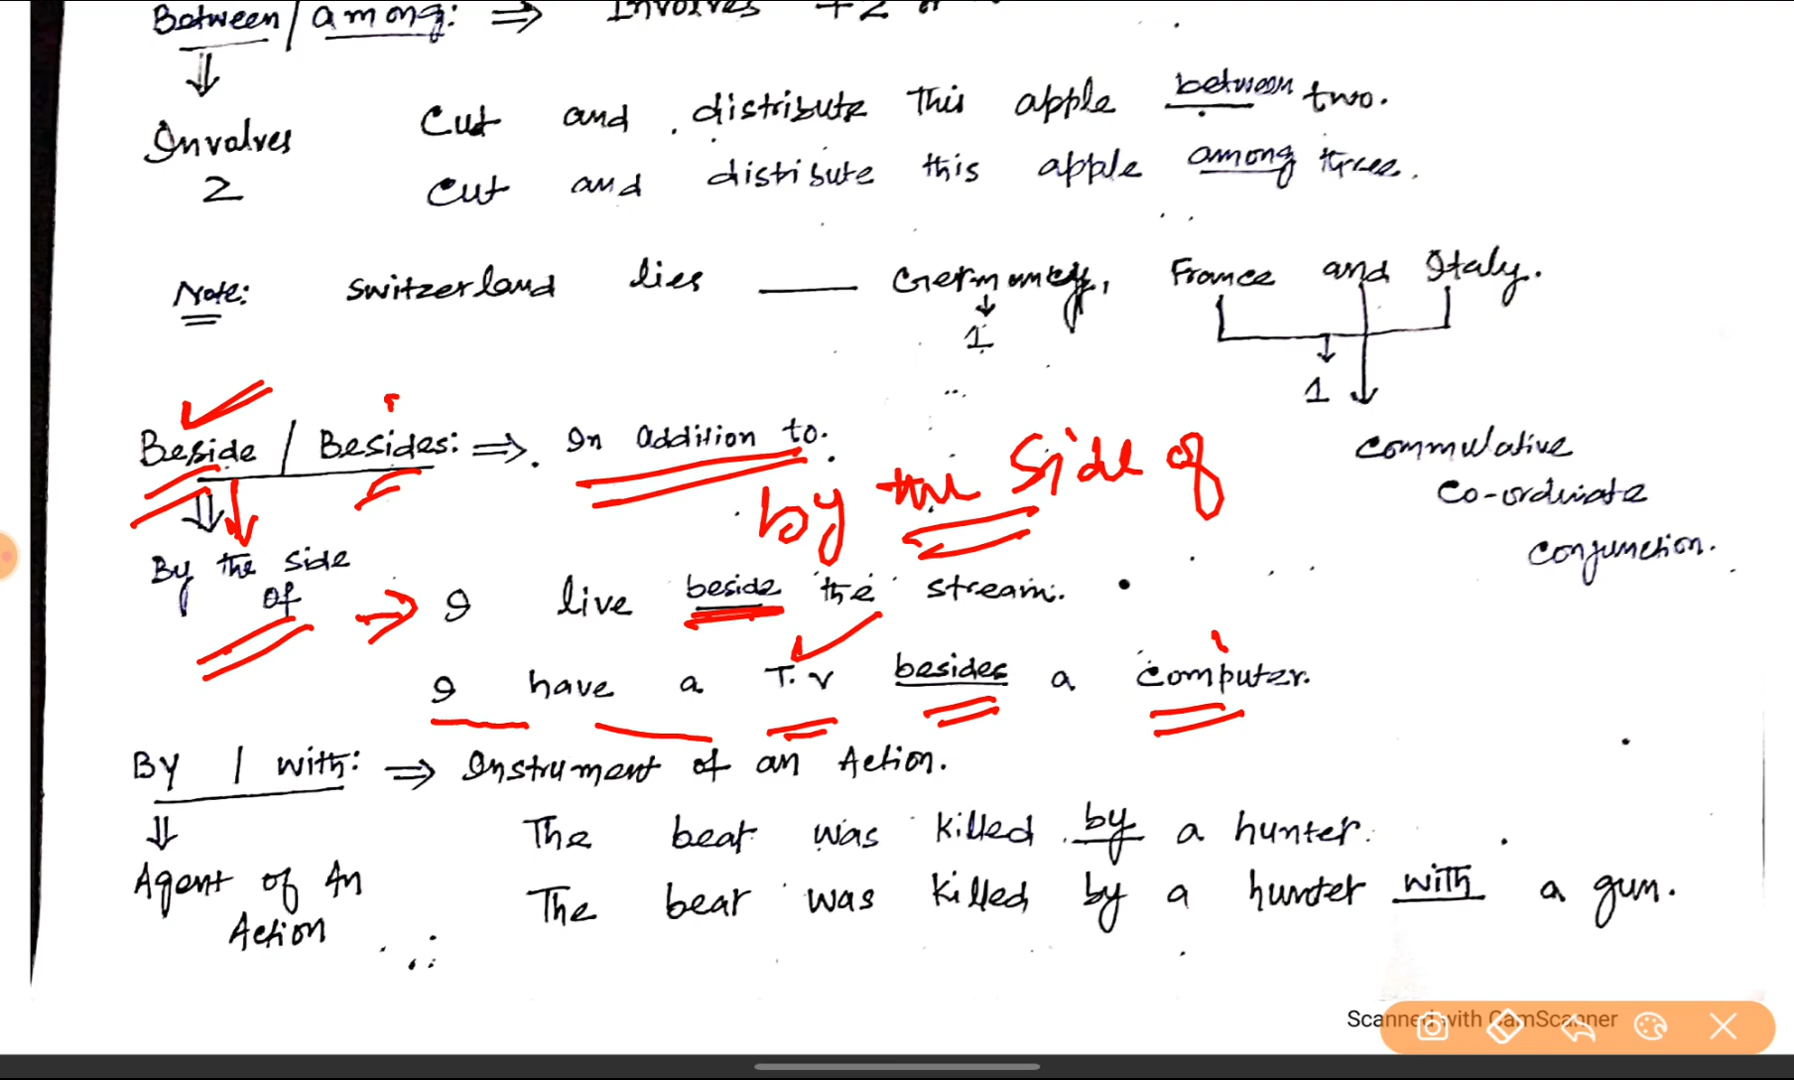 Between / among: ⇒ Involves +2 or
⇓
Involves Cut and distribute This apple between two.
2 Cut and distribute this apple among three.
Note: Switzerland lies ____ Germany, France and Italy.
1
1
Beside / Besides: ⇒ In addition to.
by the side of
Commulative
Co-ordinate
Conjunction.
By the side
of
→ I live beside the stream.
I have a T.V besides a computer.
By / with: ⇒ Instrument of an Action.
⇓ The bear was killed by a hunter.
Agent of An The bear was killed by a hunter with a gun.
Action
Scanned with CamScanner